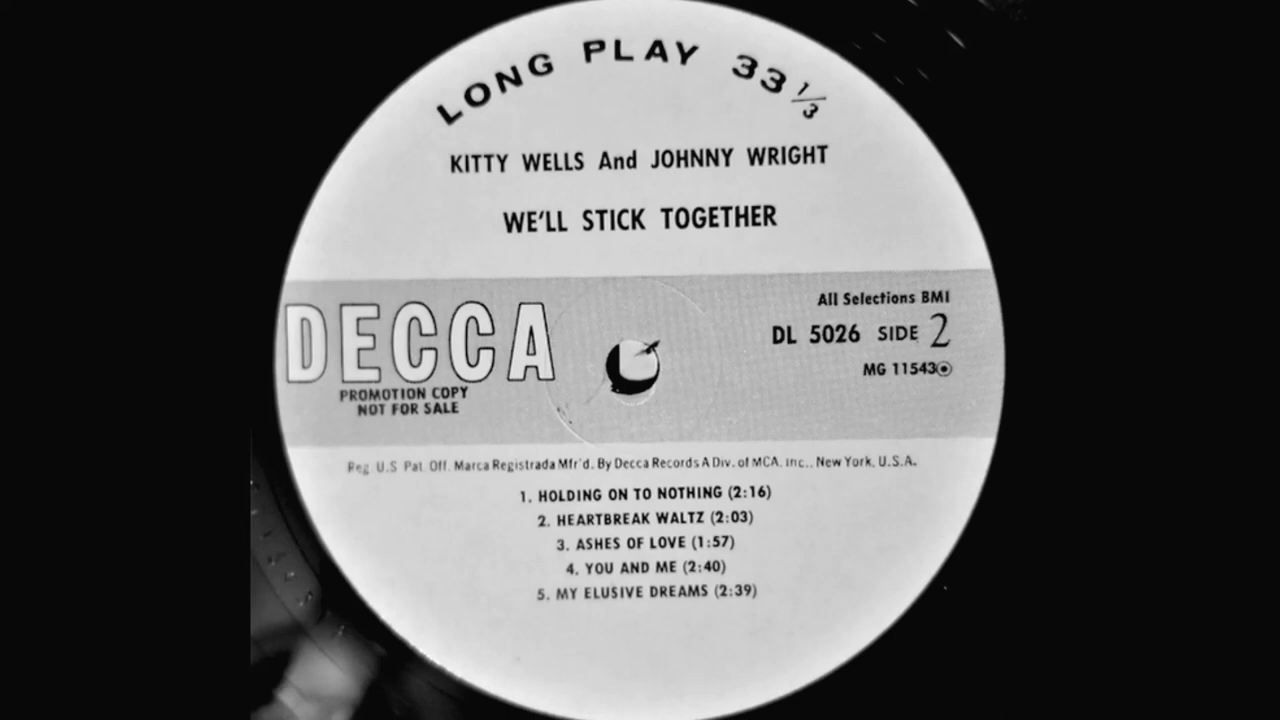 LONG PLAY 33 1/3
KITTY WELLS And JOHNNY WRIGHT
WE'LL STICK TOGETHER
DECCA
PROMOTION COPY
NOT FOR SALE
All Selections BMI
DL 5026 SIDE 2
MG 11543
Reg. U.S Pat. Off. Marca Registrada Mfr'd. By Decca Records A Div. of MCA, Inc., New York, U.S.A.
1. HOLDING ON TO NOTHING (2:16)
2. HEARTBREAK WALTZ (2:03)
3. ASHES OF LOVE (1:57)
4. YOU AND ME (2:40)
5. MY ELUSIVE DREAMS (2:39)